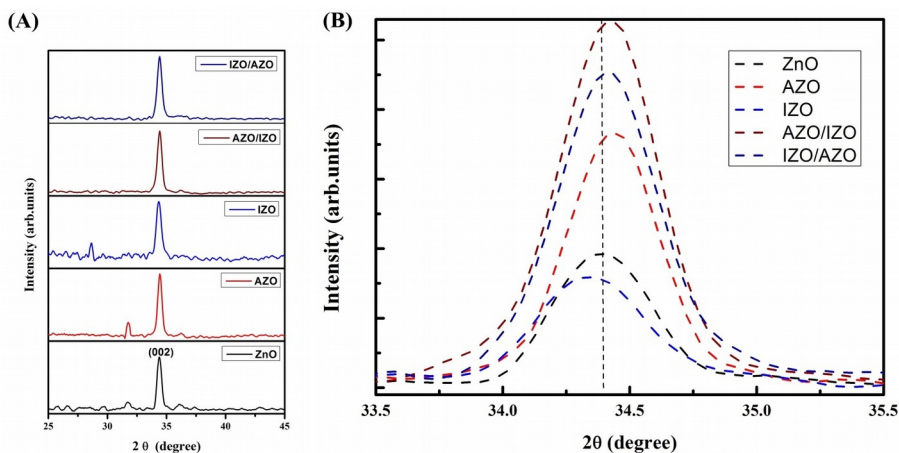 (A)
IZO/AZO
AZO/IZO
IZO
AZO
(002)
ZnO
Intensity (arb.units)
25 30 35 40 45
2 θ (degree)
(B)
ZnO
AZO
IZO
AZO/IZO
IZO/AZO
Intensity (arb.units)
33.5 34.0 34.5 35.0 35.5
2θ (degree)